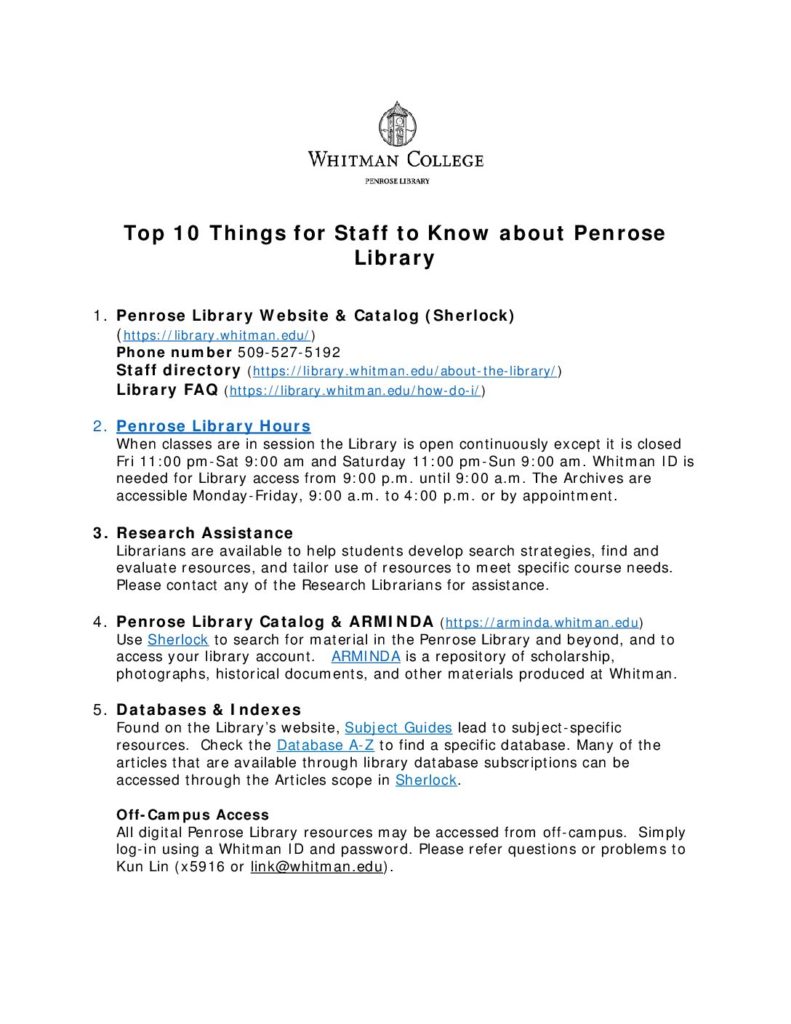 WHITMAN COLLEGE
PENROSE LIBRARY
Top 10 Things for Staff to Know about Penrose
Library
1. Penrose Library Website & Catalog (Sherlock)
(https://library.whitman.edu/)
Phone number 509-527-5192
Staff directory (https://library.whitman.edu/about-the-library/)
Library FAQ (https://library.whitman.edu/how-do-i/)
2. Penrose Library Hours
When classes are in session the Library is open continuously except it is closed
Fri 11:00 pm-Sat 9:00 am and Saturday 11:00 pm-Sun 9:00 am. Whitman ID is
needed for Library access from 9:00 p.m. until 9:00 a.m. The Archives are
accessible Monday-Friday, 9:00 a.m. to 4:00 p.m. or by appointment.
3. Research Assistance
Librarians are available to help students develop search strategies, find and
evaluate resources, and tailor use of resources to meet specific course needs.
Please contact any of the Research Librarians for assistance.
4. Penrose Library Catalog & ARMINDA (https://arminda.whitman.edu)
Use Sherlock to search for material in the Penrose Library and beyond, and to
access your library account. ARMINDA is a repository of scholarship,
photographs, historical documents, and other materials produced at Whitman.
5. Databases & Indexes
Found on the Library's website, Subject Guides lead to subject-specific
resources. Check the Database A-Z to find a specific database. Many of the
articles that are available through library database subscriptions can be
accessed through the Articles scope in Sherlock.
Off-Campus Access
All digital Penrose Library resources may be accessed from off-campus. Simply
log-in using a Whitman ID and password. Please refer questions or problems to
Kun Lin (x5916 or link@whitman.edu).